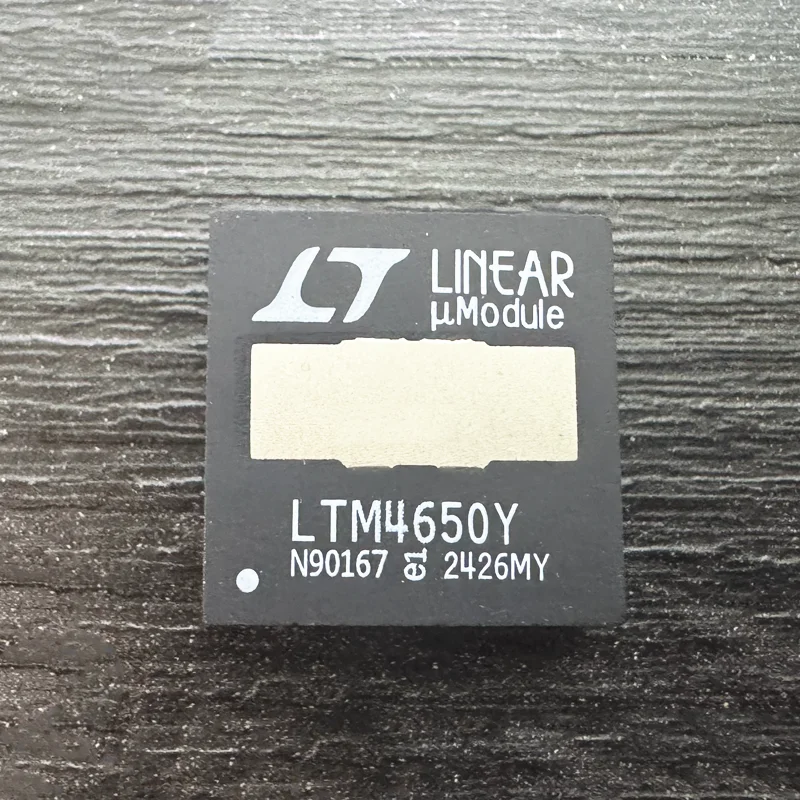 LT LINEAR
µModule
LTM4650Y
N90167 e1 2426MY